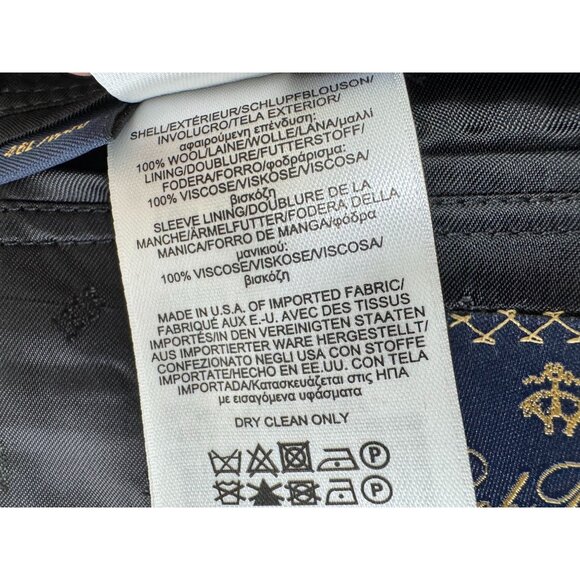 SHELL/EXTÉRIEUR/SCHLUPFBLOUSON/
INVOLUCRO/TELA EXTERIOR/
αφαιρούμενη επένδυση:
100% WOOL/LAINE/WOLLE/LANA/μαλλί
LINING/DOUBLURE/FUTTERSTOFF/
FODERA/FORRO/φοδράρισμα:
100% VISCOSE/VISKOSE/VISCOSA/
βισκόζη
SLEEVE LINING/DOUBLURE DE LA
MANCHE/ÄRMELFUTTER/FODERA DELLA
MANICA/FORRO DE MANGA/φόδρα
μανικιού:
100% VISCOSE/VISKOSE/VISCOSA/
βισκόζη
MADE IN U.S.A. OF IMPORTED FABRIC/
FABRIQUÉ AUX E.-U. AVEC DES TISSUS
IMPORTÉS/IN DEN VEREINIGTEN STAATEN
AUS IMPORTIERTER WARE HERGESTELLT/
CONFEZIONATO NEGLI USA CON STOFFE
IMPORTATE/HECHO EN EE.UU. CON TELA
IMPORTADA/Κατασκευάζεται στις ΗΠΑ
με εισαγόμενα υφάσματα
DRY CLEAN ONLY
P
P